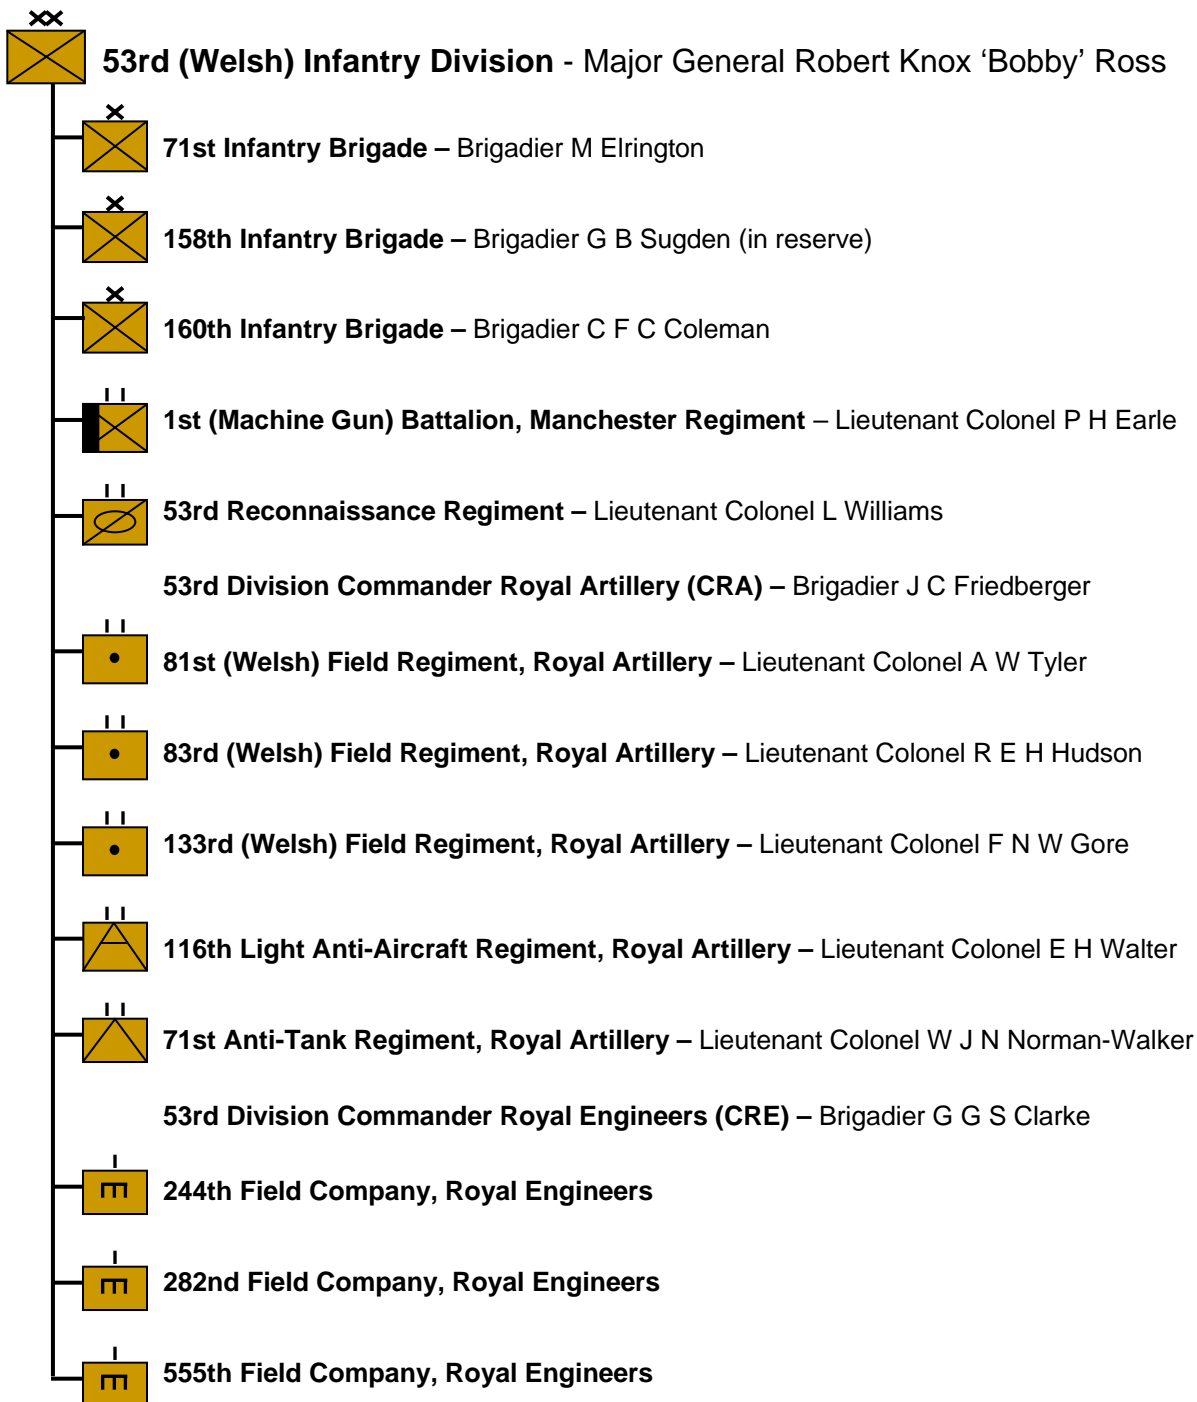 53rd (Welsh) Infantry Division - Major General Robert Knox ‘Bobby’ Ross
71st Infantry Brigade – Brigadier M Elrington
158th Infantry Brigade – Brigadier G B Sugden (in reserve)
160th Infantry Brigade – Brigadier C F C Coleman
1st (Machine Gun) Battalion, Manchester Regiment – Lieutenant Colonel P H Earle
53rd Reconnaissance Regiment – Lieutenant Colonel L Williams
53rd Division Commander Royal Artillery (CRA) – Brigadier J C Friedberger
81st (Welsh) Field Regiment, Royal Artillery – Lieutenant Colonel A W Tyler
83rd (Welsh) Field Regiment, Royal Artillery – Lieutenant Colonel R E H Hudson
133rd (Welsh) Field Regiment, Royal Artillery – Lieutenant Colonel F N W Gore
116th Light Anti-Aircraft Regiment, Royal Artillery – Lieutenant Colonel E H Walter
71st Anti-Tank Regiment, Royal Artillery – Lieutenant Colonel W J N Norman-Walker
53rd Division Commander Royal Engineers (CRE) – Brigadier G G S Clarke
244th Field Company, Royal Engineers
282nd Field Company, Royal Engineers
555th Field Company, Royal Engineers